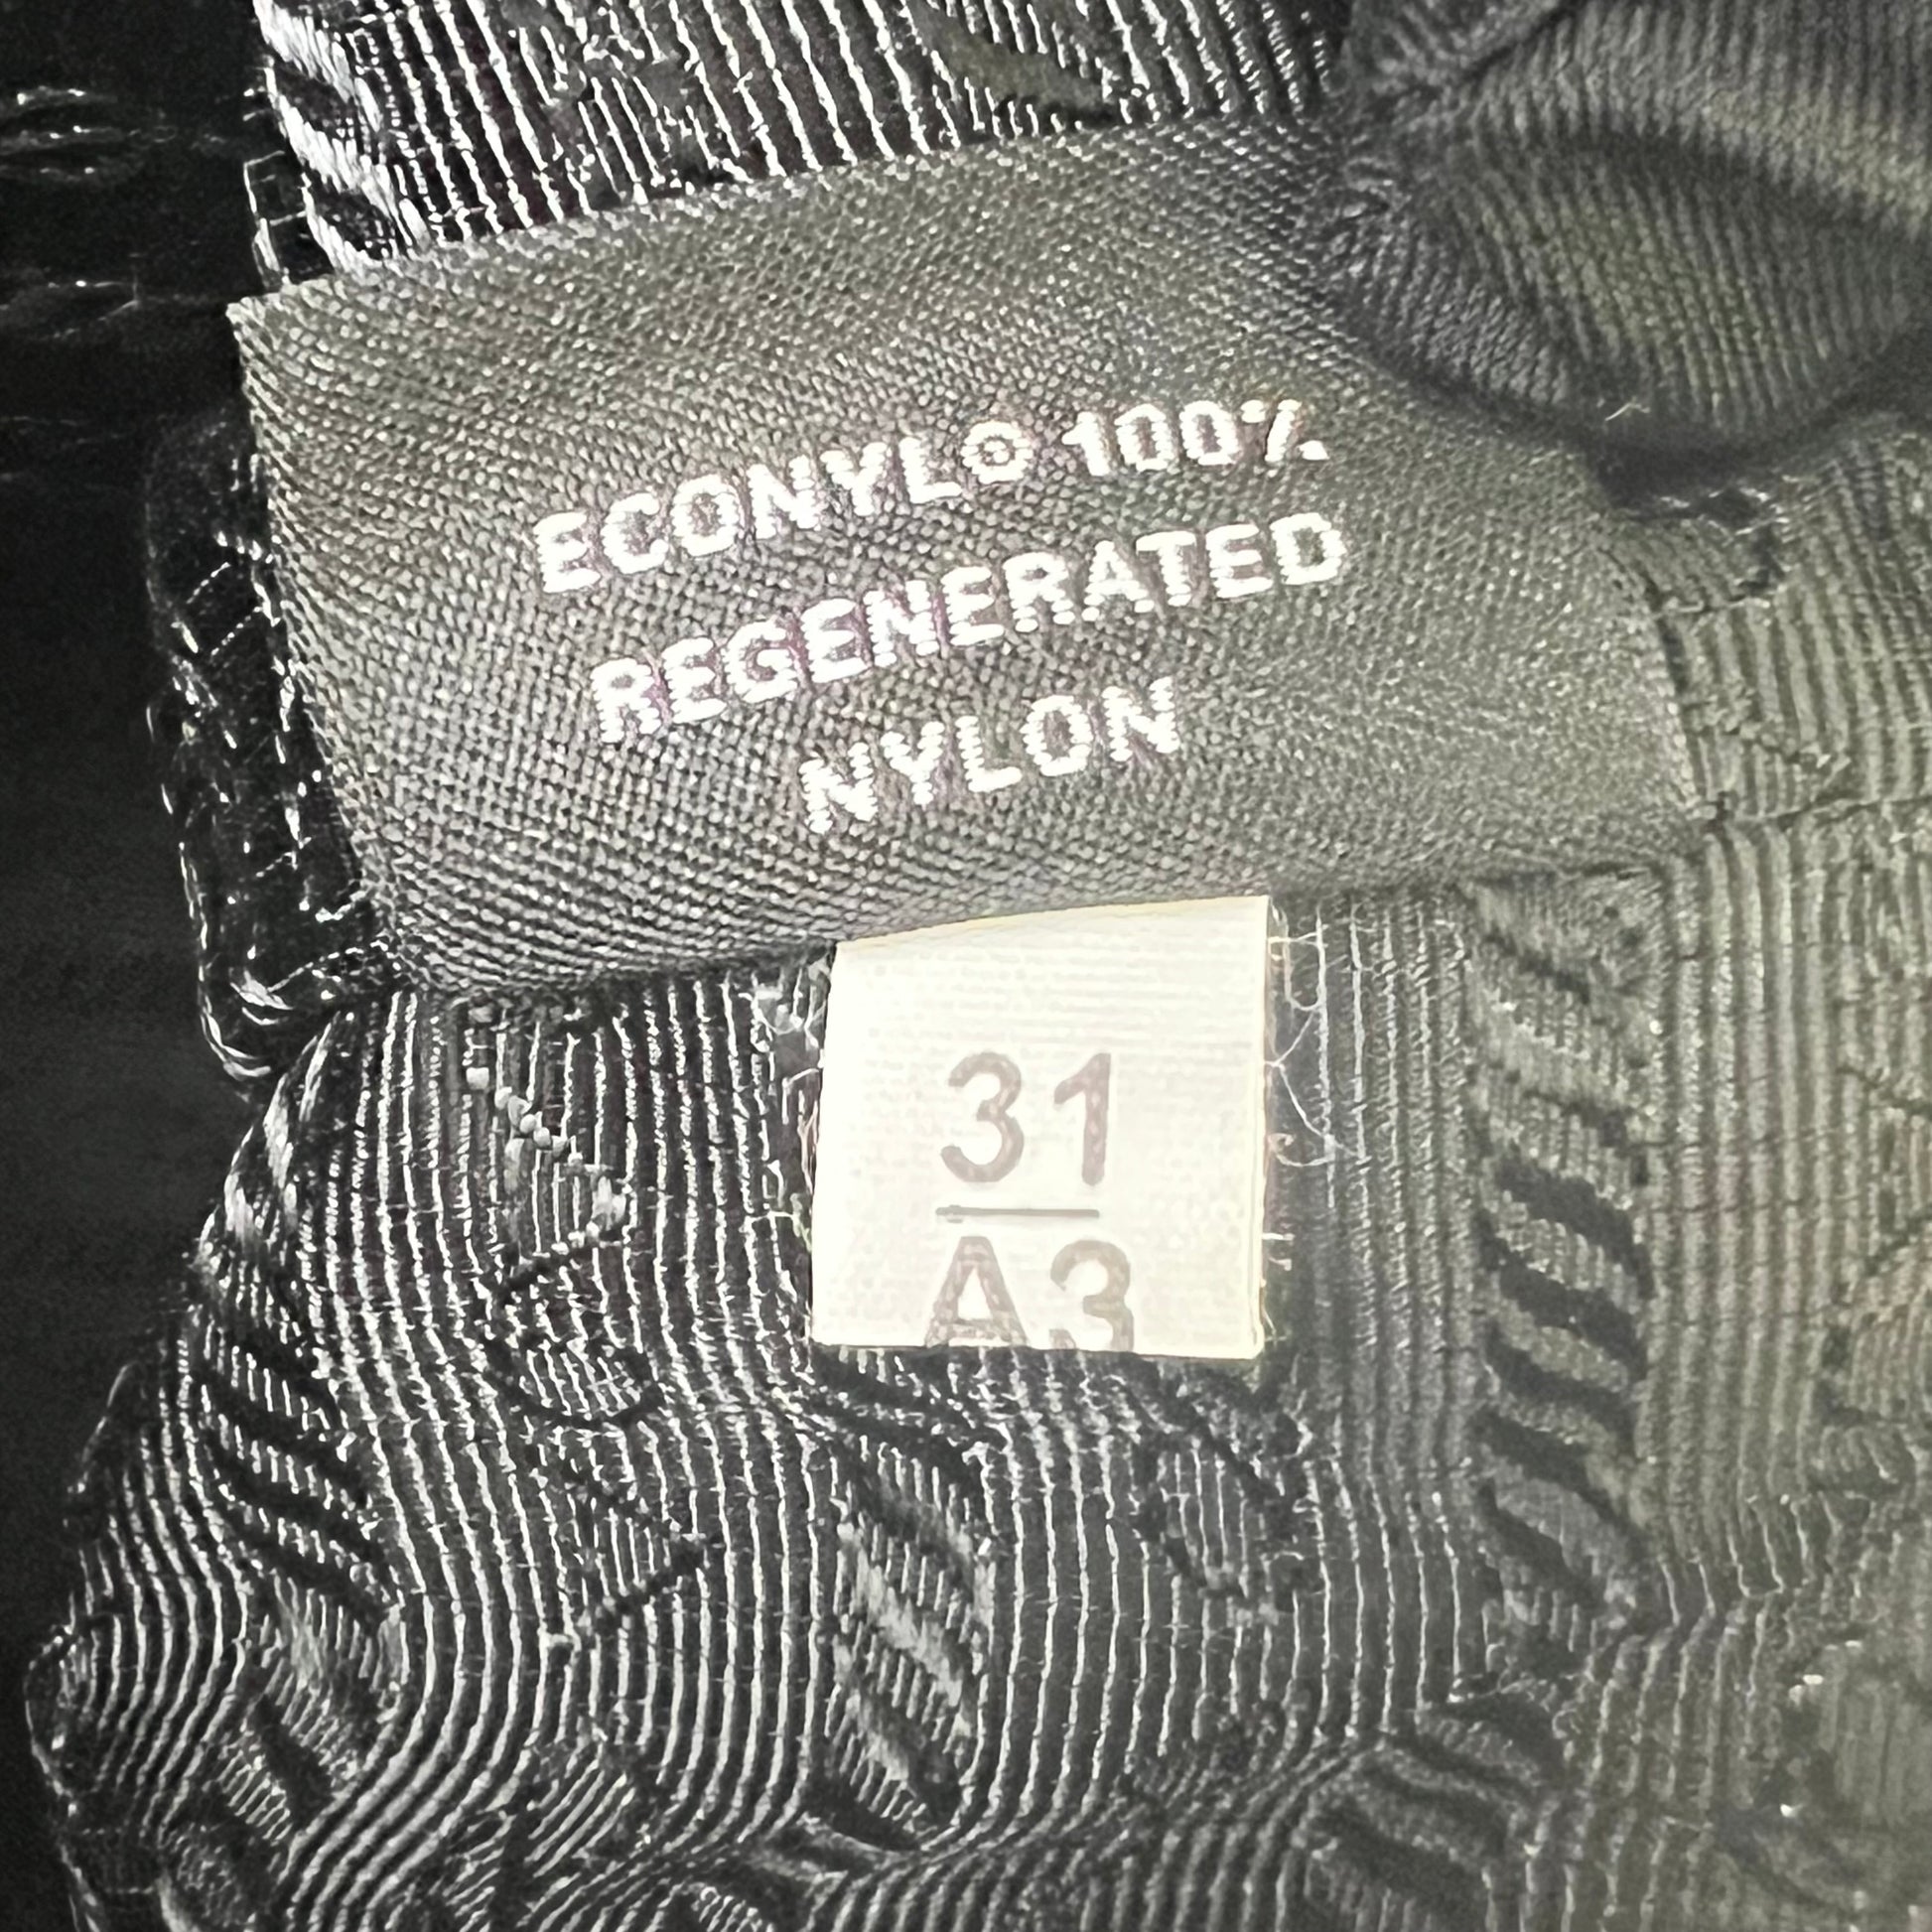 ECONYL® 100%
REGENERATED
NYLON
31
A3